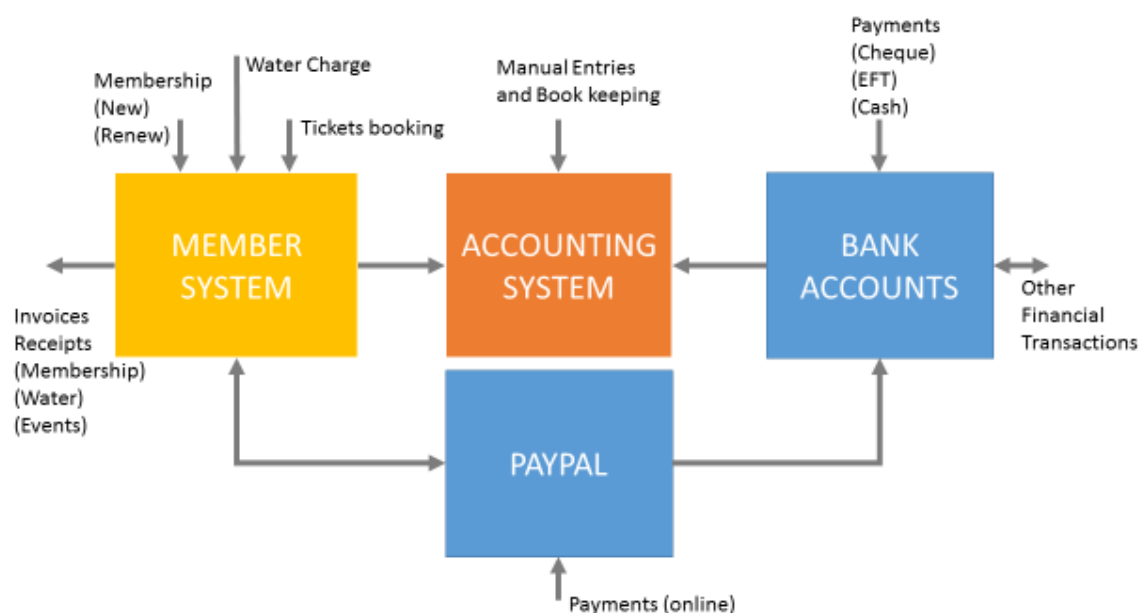 Payments
(Cheque)
(EFT)
(Cash)
Water Charge
Manual Entries
and Book keeping
Membership
(New)
(Renew)
Tickets booking
MEMBER
SYSTEM
ACCOUNTING
SYSTEM
BANK
ACCOUNTS
Invoices
Receipts
(Membership)
(Water)
(Events)
Other
Financial
Transactions
PAYPAL
Payments (online)